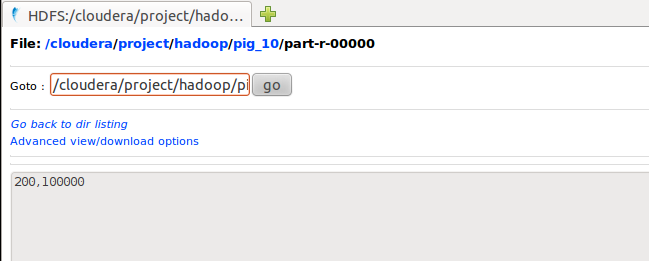 HDFS:/cloudera/project/hado...
File: /cloudera/project/hadoop/pig_10/part-r-00000
Goto : /cloudera/project/hadoop/pi go
Go back to dir listing
Advanced view/download options
200,100000